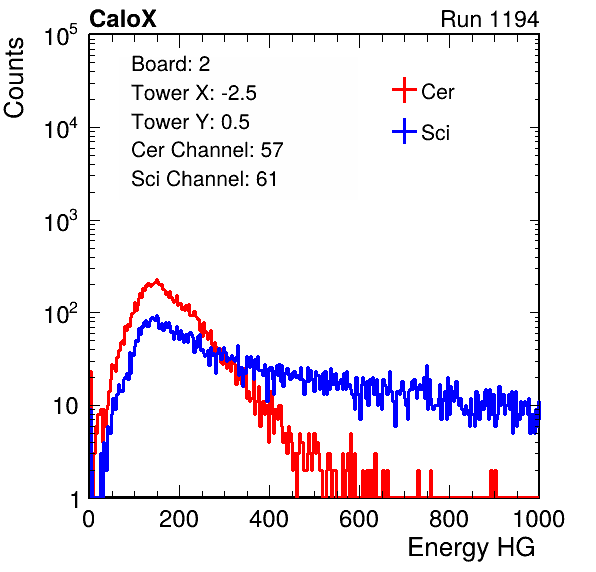 CaloX Run 1194
Counts
10^5
10^4
10^3
10^2
10
1
Board: 2
Tower X: -2.5
Tower Y: 0.5
Cer Channel: 57
Sci Channel: 61
Cer
Sci
0 200 400 600 800 1000
Energy HG